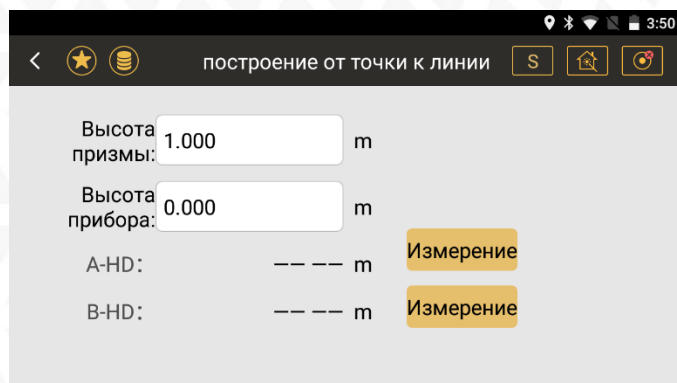 3:50
построение от точки к линии S
Высота
призмы: 1.000 m
Высота
прибора: 0.000 m
A-HD: —— —— m Измерение
B-HD: —— —— m Измерение